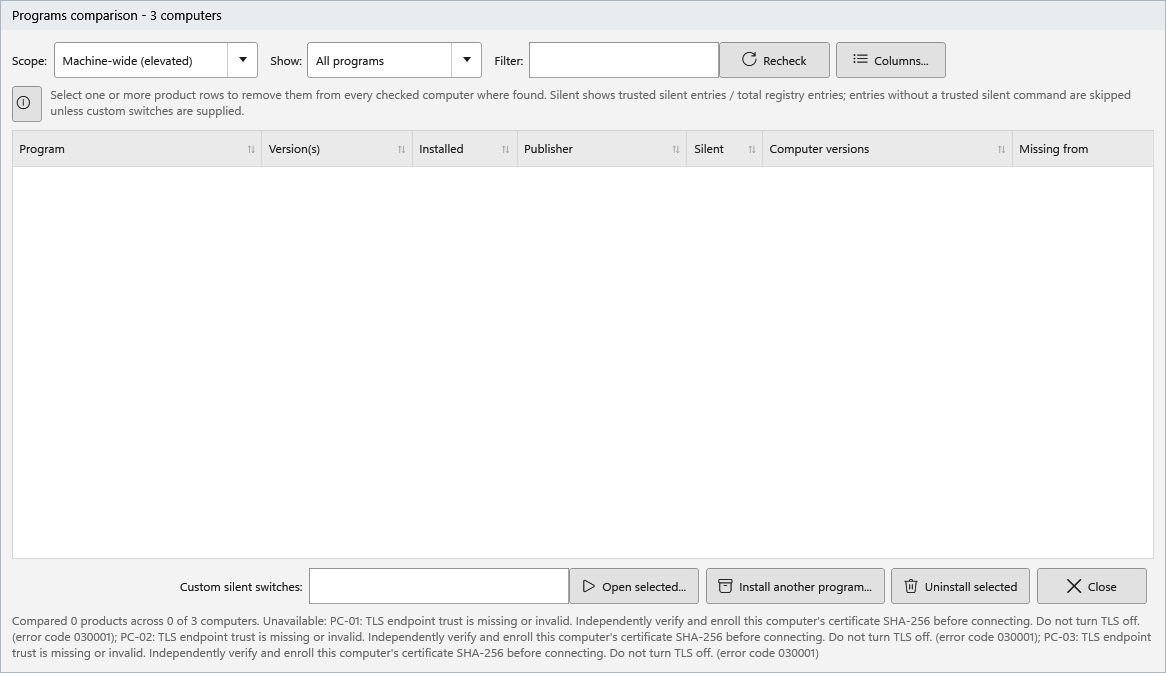 Programs comparison - 3 computers
Scope: Machine-wide (elevated) Show: All programs Filter: Recheck Columns...
Select one or more product rows to remove them from every checked computer where found. Silent shows trusted silent entries / total registry entries; entries without a trusted silent command are skipped
unless custom switches are supplied.
Program Version(s) Installed Publisher Silent Computer versions Missing from
Custom silent switches: Open selected... Install another program... Uninstall selected Close
Compared 0 products across 0 of 3 computers. Unavailable: PC-01: TLS endpoint trust is missing or invalid. Independently verify and enroll this computer's certificate SHA-256 before connecting. Do not turn TLS off.
(error code 030001); PC-02: TLS endpoint trust is missing or invalid. Independently verify and enroll this computer's certificate SHA-256 before connecting. Do not turn TLS off. (error code 030001); PC-03: TLS endpoint
trust is missing or invalid. Independently verify and enroll this computer's certificate SHA-256 before connecting. Do not turn TLS off. (error code 030001)